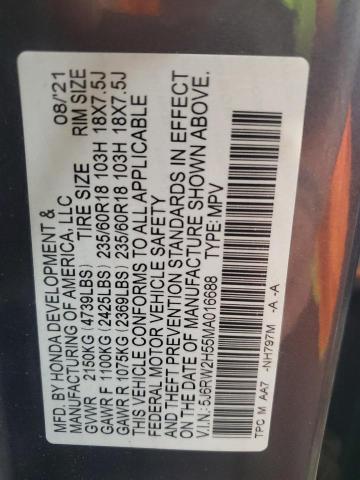 MFD. BY HONDA DEVELOPMENT &
MANUFACTURING OF AMERICA, LLC 08/'21
GVWR 2150KG (4739LBS) TIRE SIZE RIM SIZE
GAWR F 1100KG (2425LBS) 235/60R18 103H 18X7.5J
GAWR R 1075KG (2369LBS) 235/60R18 103H 18X7.5J
THIS VEHICLE CONFORMS TO ALL APPLICABLE
FEDERAL MOTOR VEHICLE SAFETY
AND THEFT PREVENTION STANDARDS IN EFFECT
ON THE DATE OF MANUFACTURE SHOWN ABOVE.
V.I.N.: 5J6RW2H55MA016688 TYPE: MPV
TPC M AA7 -NH797M -A -A